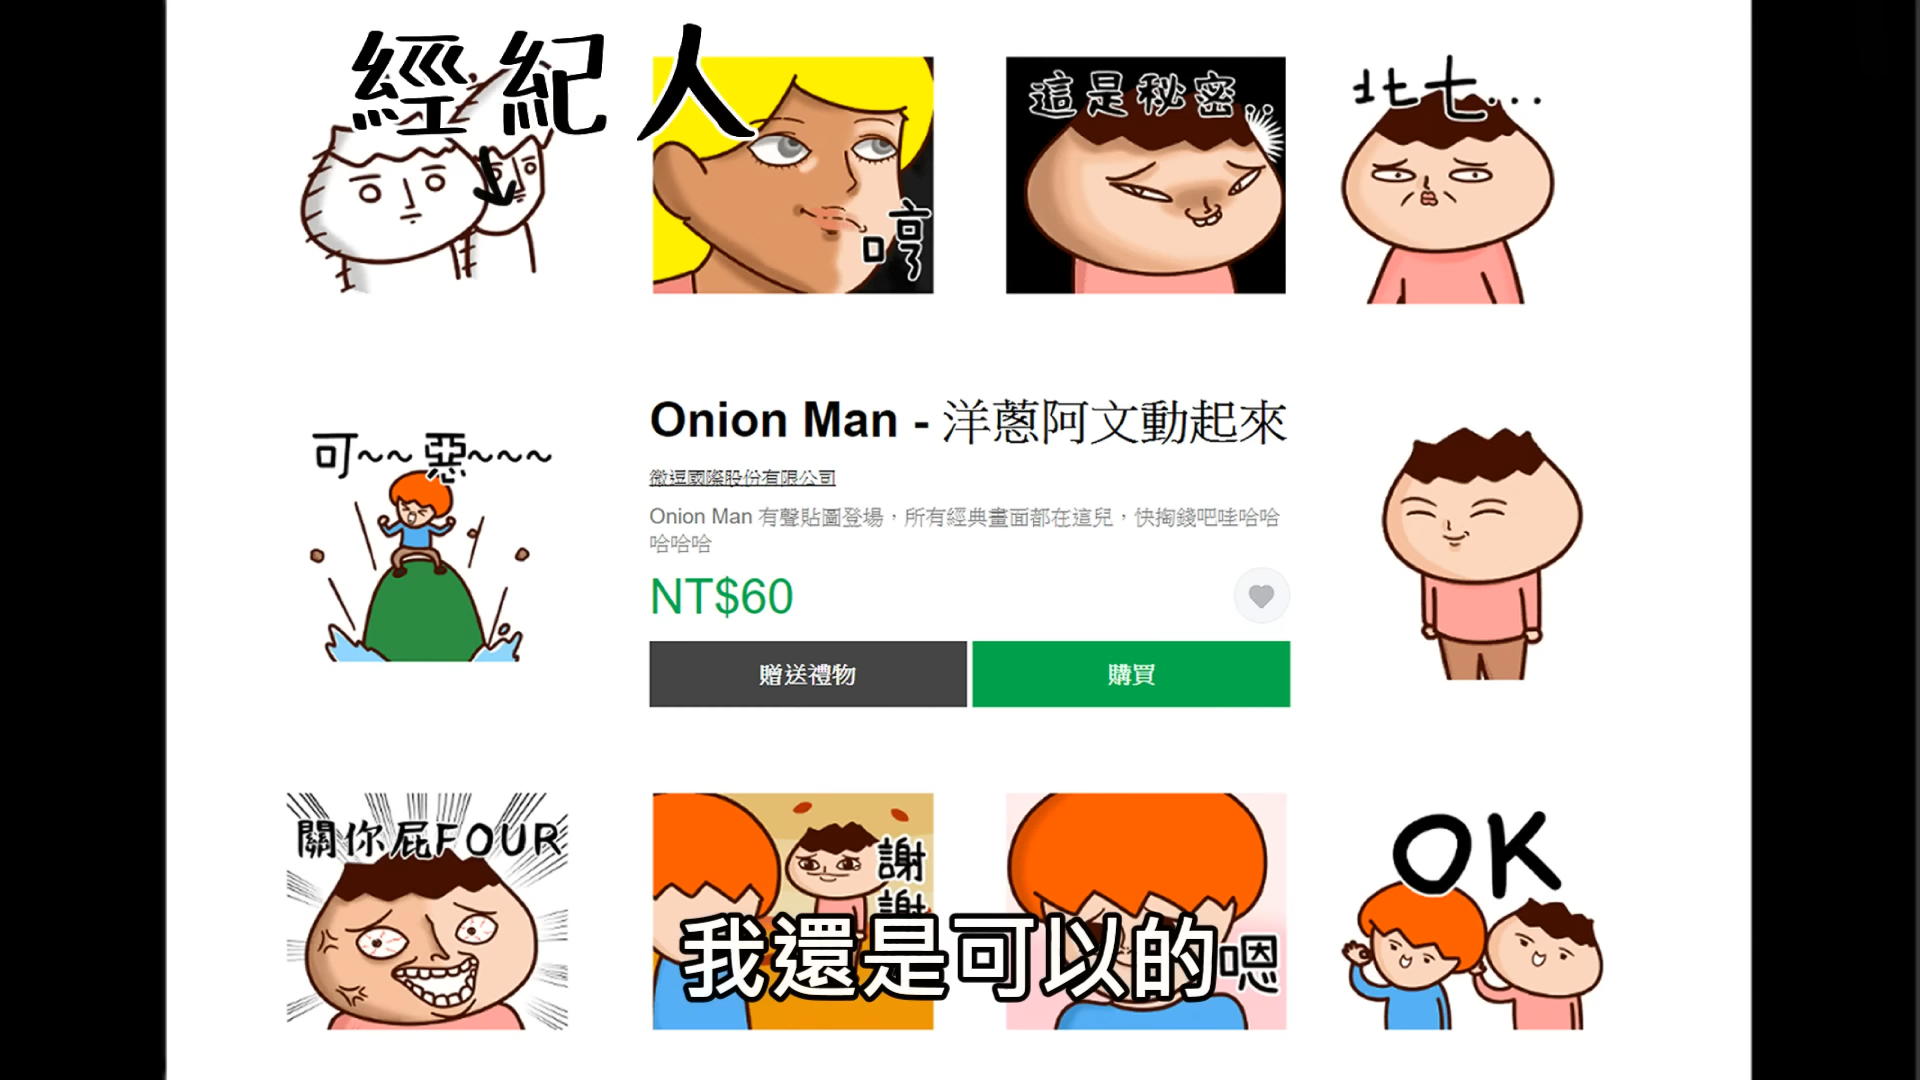 經紀人
哼
這是秘密...
北七...
可~~惡~~~
Onion Man - 洋蔥阿文動起來
微逗國際股份有限公司
Onion Man 有聲貼圖登場，所有經典畫面都在這兒，快掏錢吧哇哈哈
哈哈哈
NT$60
贈送禮物
購買
關你屁FOUR
謝
謝
嗯
OK
我還是可以的